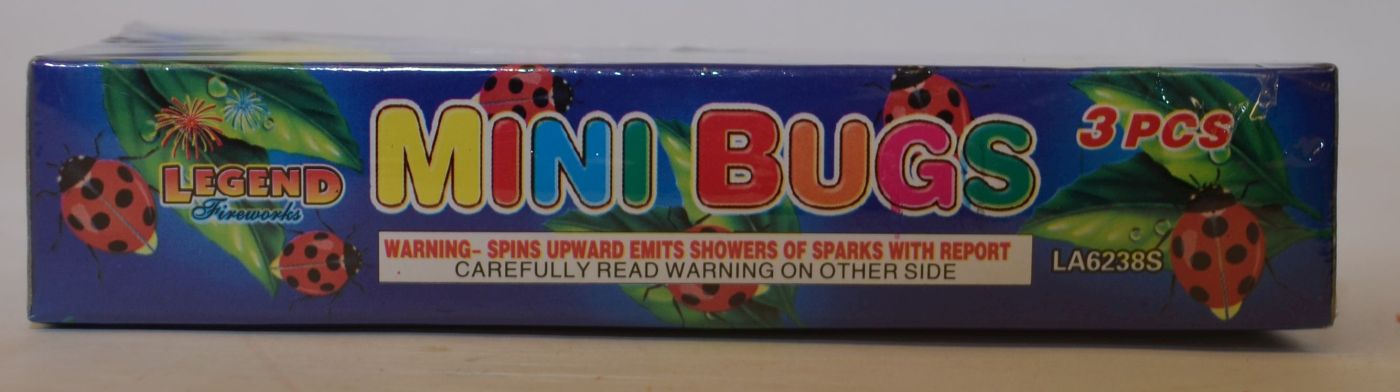 LEGEND
Fireworks
MINI BUGS
3 PCS
WARNING- SPINS UPWARD EMITS SHOWERS OF SPARKS WITH REPORT
CAREFULLY READ WARNING ON OTHER SIDE
LA6238S